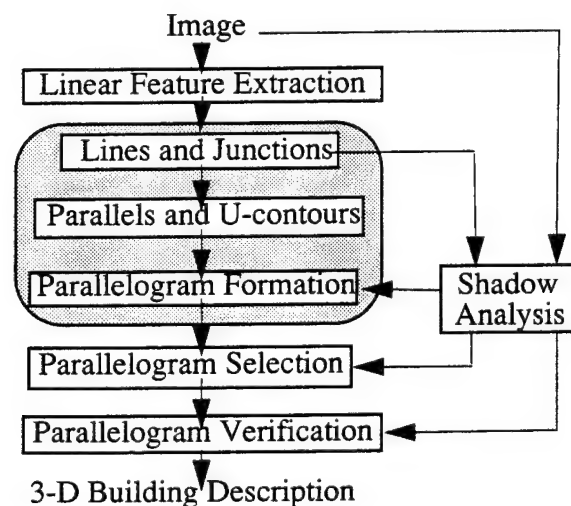 Image
Linear Feature Extraction
Lines and Junctions
Parallels and U-contours
Parallelogram Formation
Shadow
Analysis
Parallelogram Selection
Parallelogram Verification
3-D Building Description